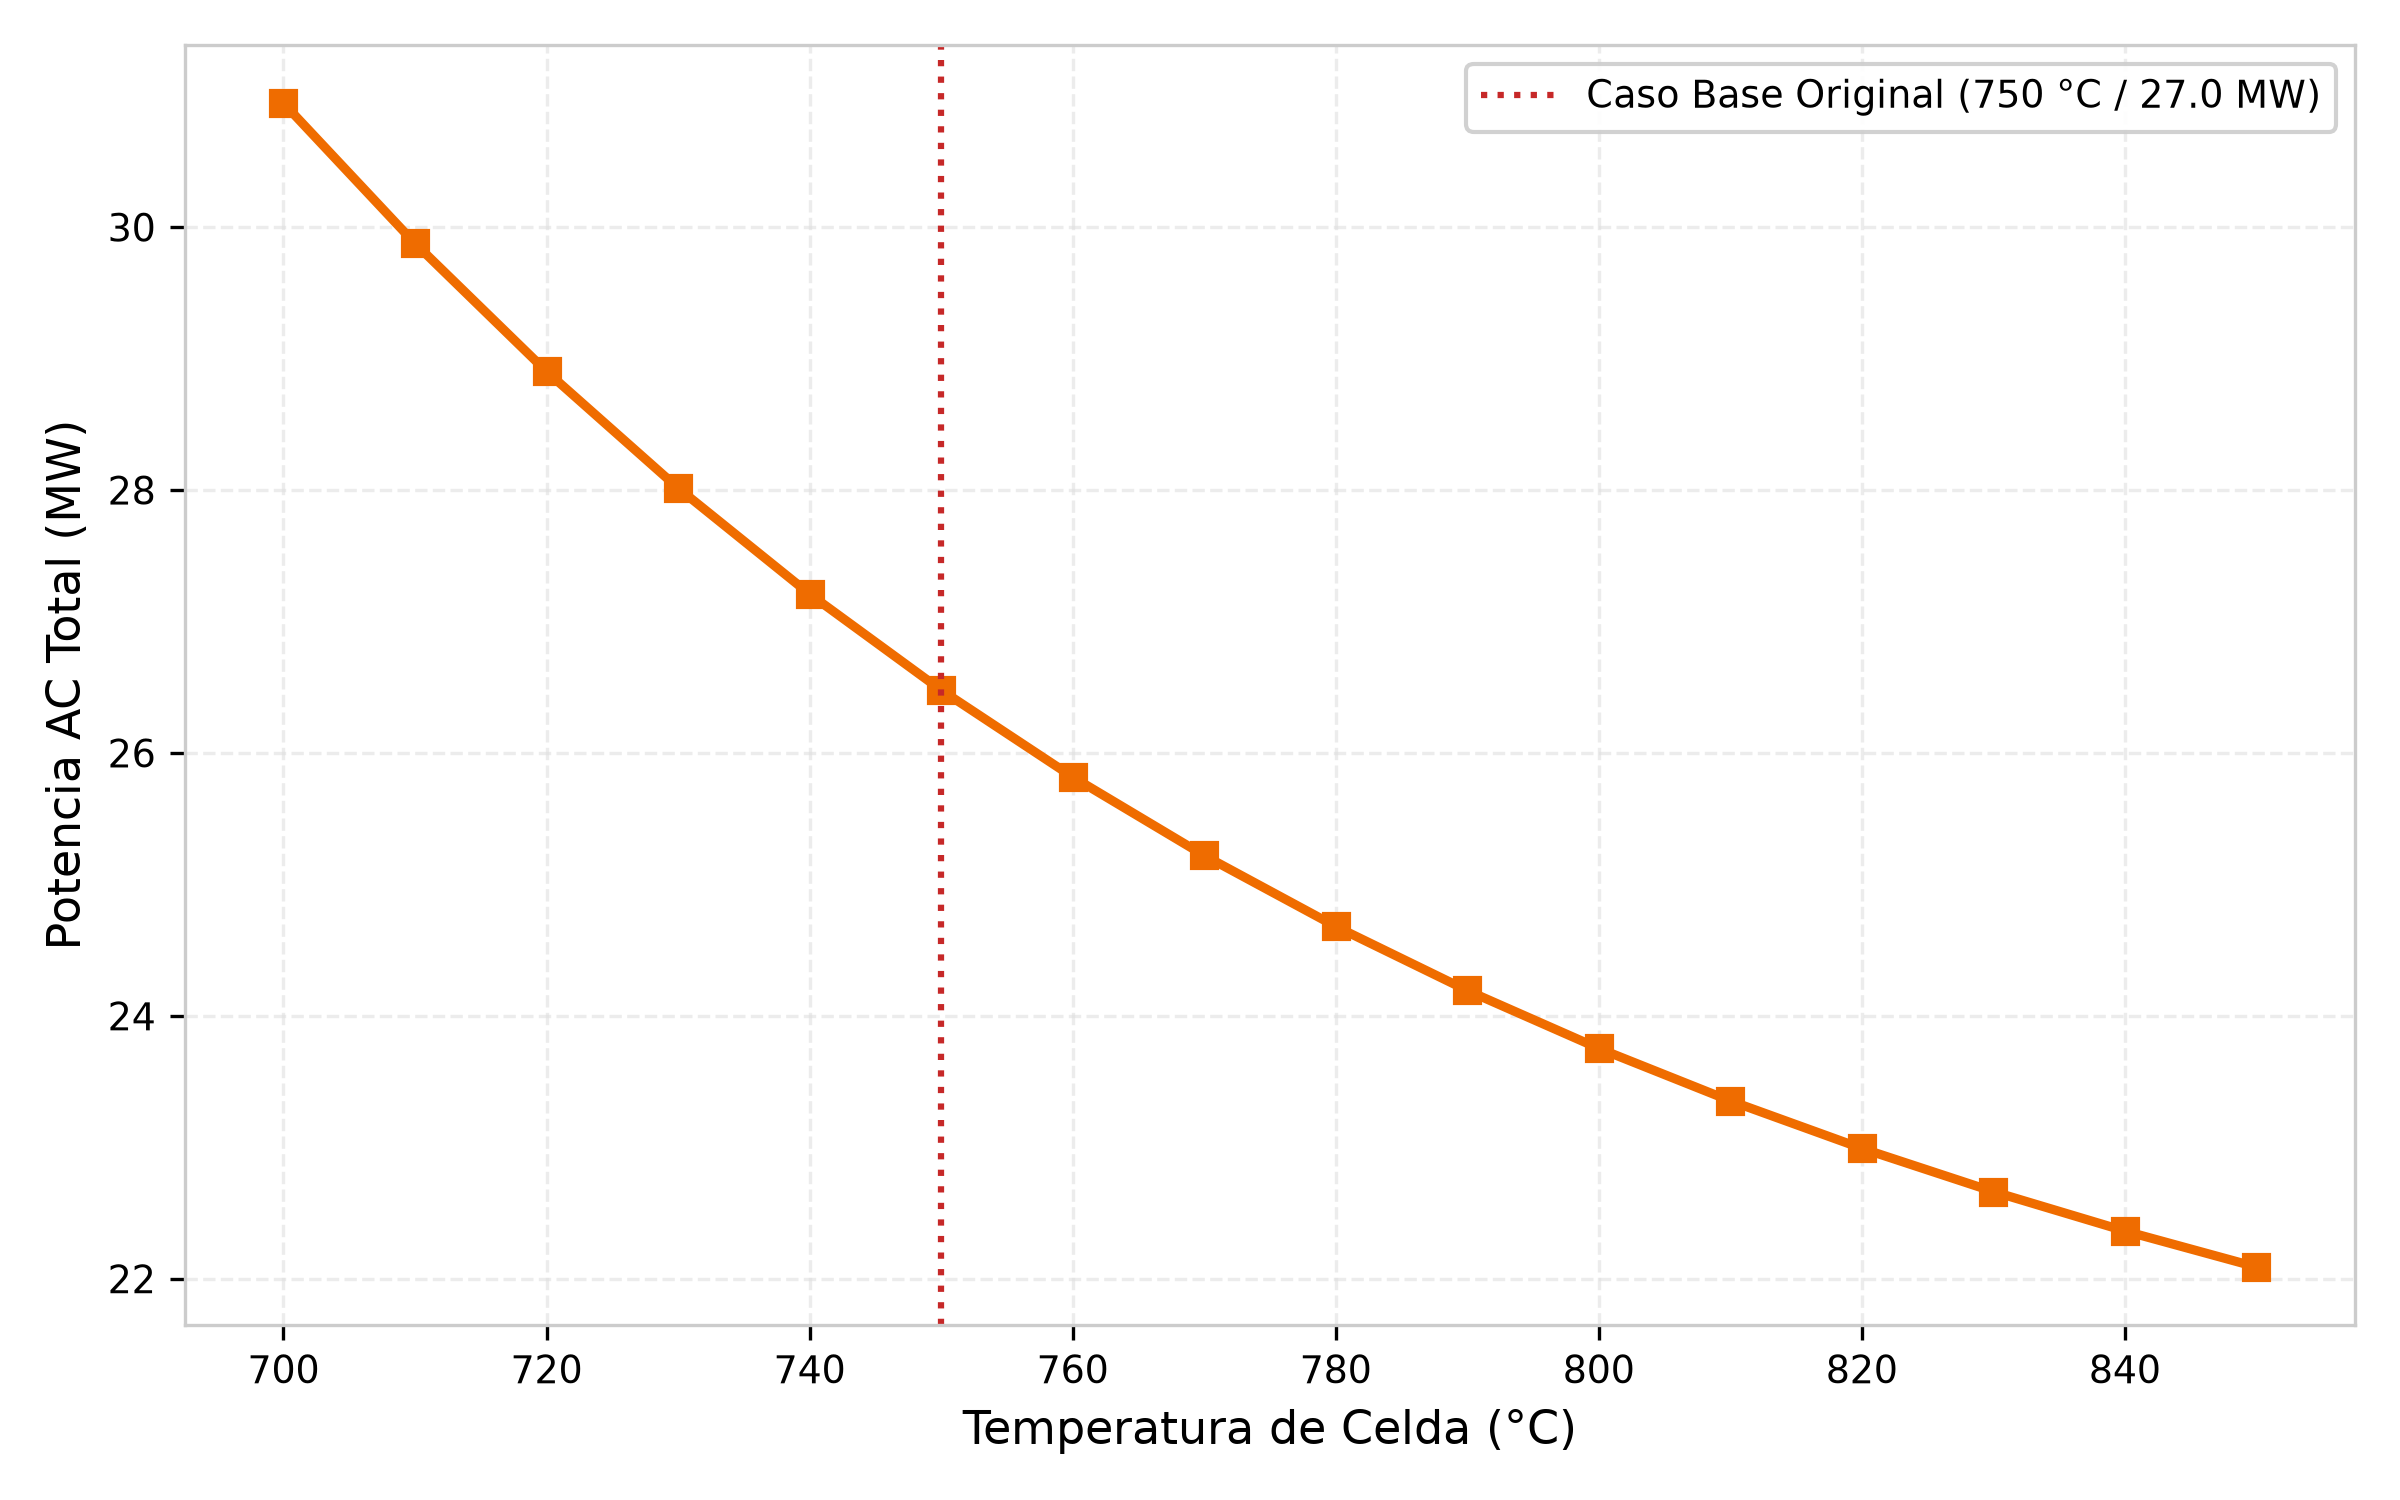 Caso Base Original (750 °C / 27.0 MW)
Potencia AC Total (MW)
30
28
26
24
22
700 720 740 760 780 800 820 840
Temperatura de Celda (°C)